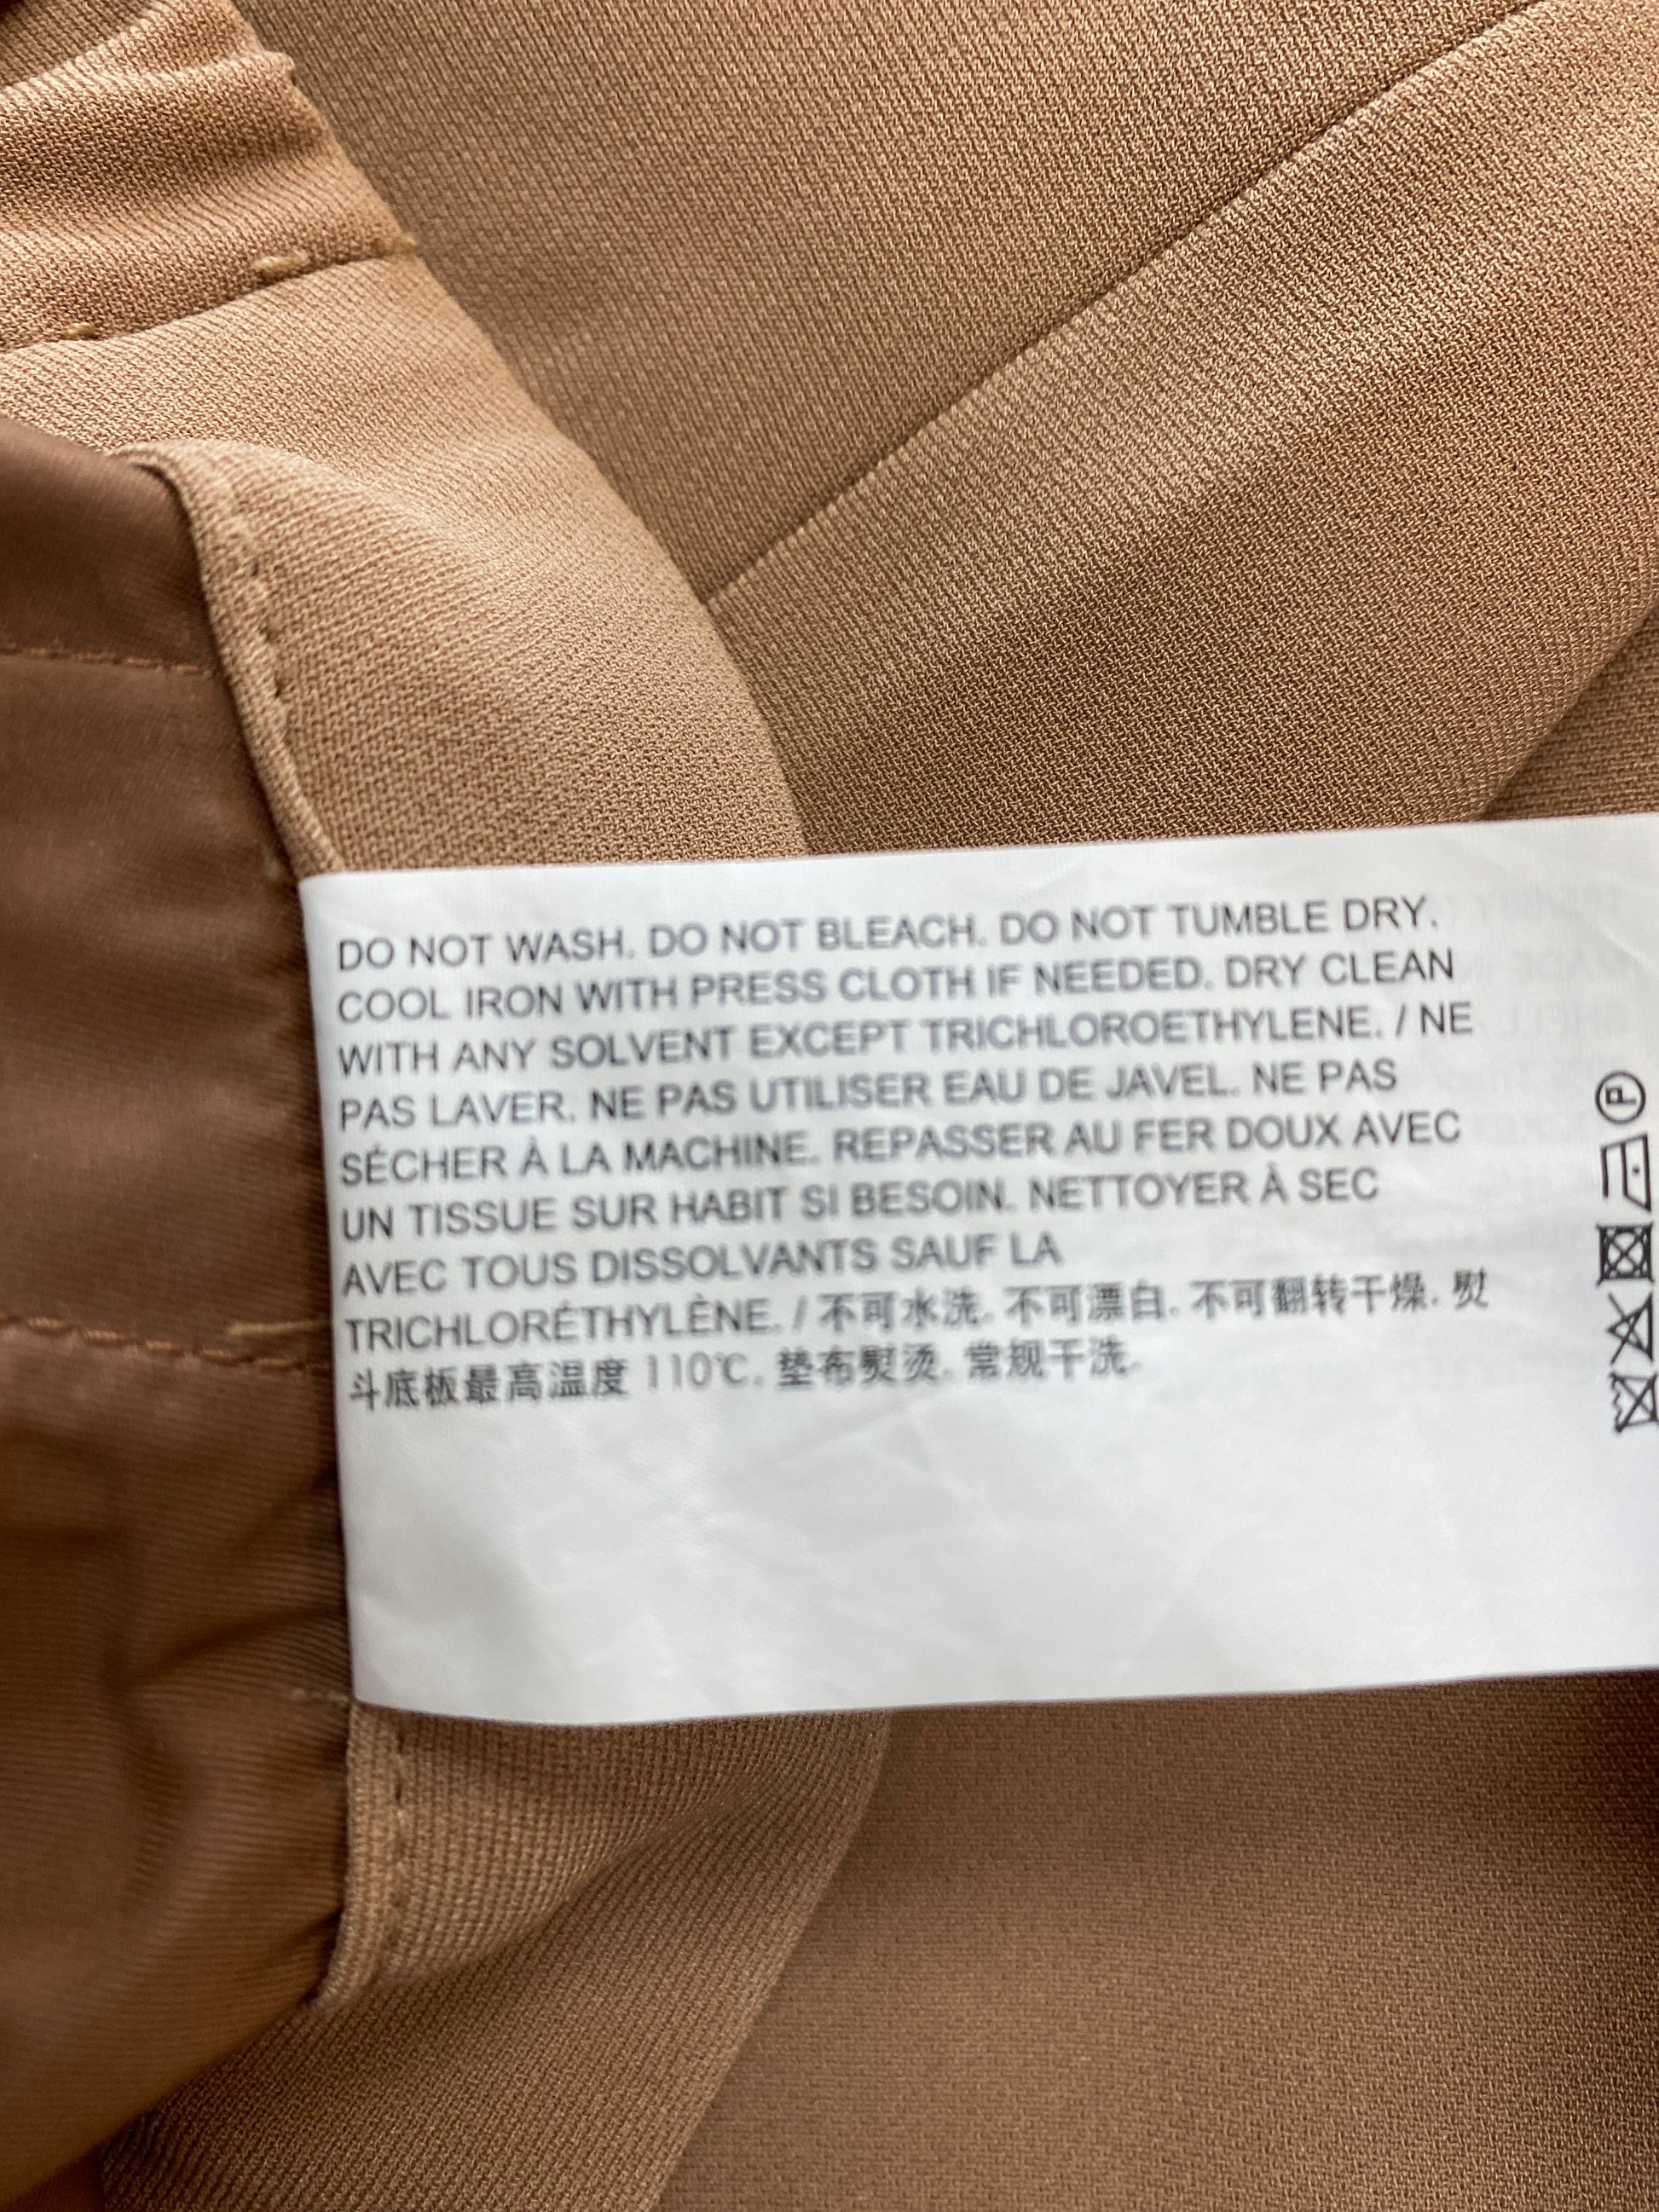 DO NOT WASH. DO NOT BLEACH. DO NOT TUMBLE DRY.
COOL IRON WITH PRESS CLOTH IF NEEDED. DRY CLEAN
WITH ANY SOLVENT EXCEPT TRICHLOROETHYLENE. / NE
PAS LAVER. NE PAS UTILISER EAU DE JAVEL. NE PAS
SÉCHER À LA MACHINE. REPASSER AU FER DOUX AVEC
UN TISSUE SUR HABIT SI BESOIN. NETTOYER À SEC
AVEC TOUS DISSOLVANTS SAUF LA
TRICHLORÉTHYLÈNE. / 不可水洗. 不可漂白. 不可翻转干燥. 熨
斗底板最高温度 110℃. 垫布熨烫. 常规干洗.
P